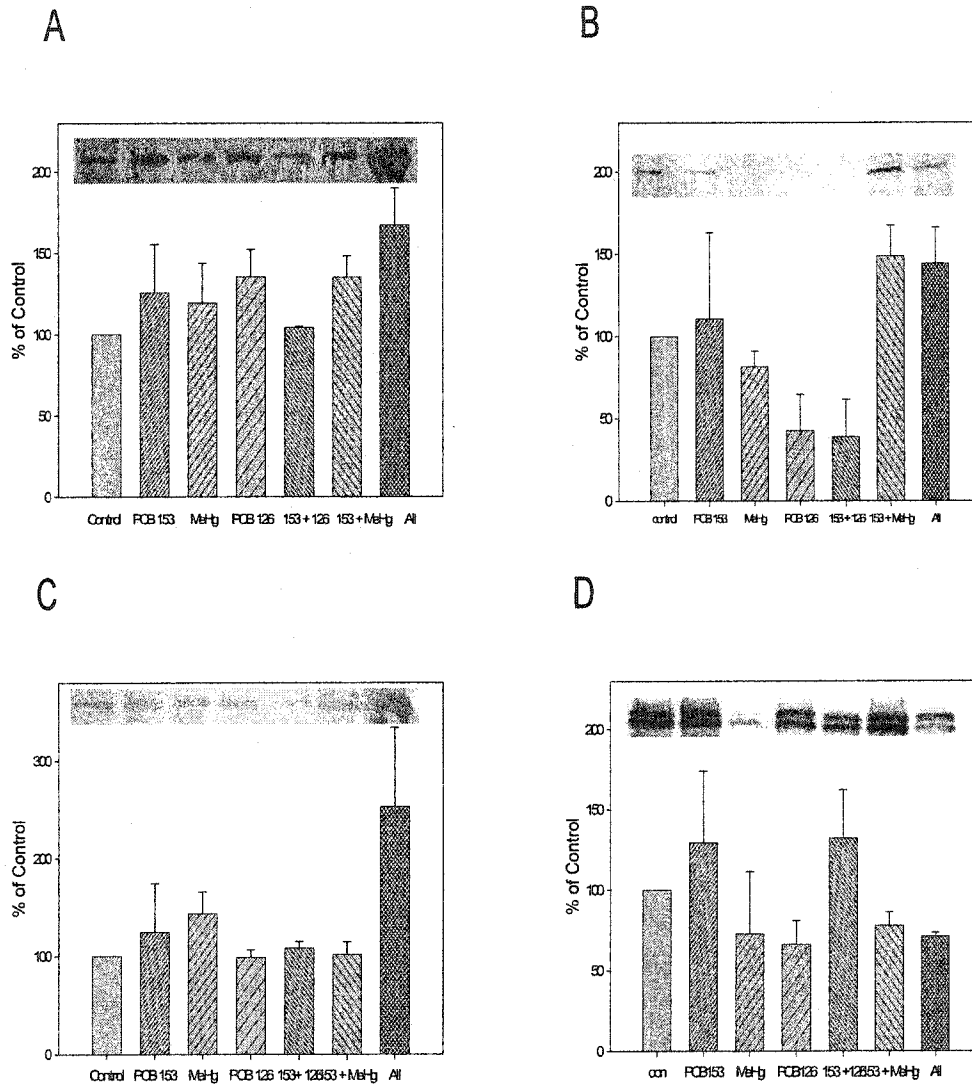 A
B
% of Control
200
150
100
50
0
Control PCB 153 MeHg PCB 126 153 + 126 153 + MeHg All
% of Control
200
150
100
50
0
control PCB 153 MeHg PCB 126 153 + 126 153 + MeHg All
C
D
% of Control
300
200
100
0
Control PCB 153 MeHg PCB 126 153 + 126 153 + MeHg All
% of Control
200
150
100
50
0
con PCB153 MeHg PCB126 153 + 126 153 + MeHg All